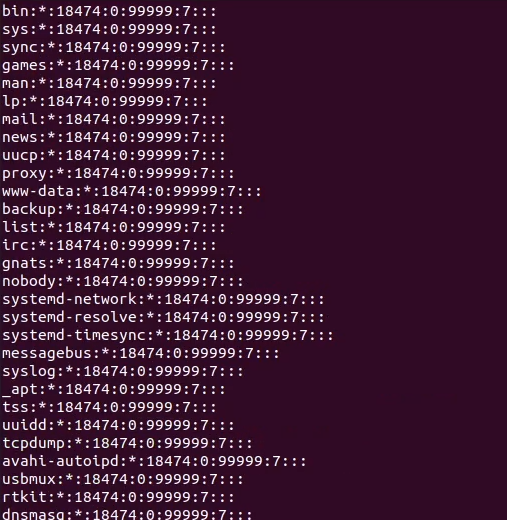 bin:*:18474:0:99999:7:::
sys:*:18474:0:99999:7:::
sync:*:18474:0:99999:7:::
games:*:18474:0:99999:7:::
man:*:18474:0:99999:7:::
lp:*:18474:0:99999:7:::
mail:*:18474:0:99999:7:::
news:*:18474:0:99999:7:::
uucp:*:18474:0:99999:7:::
proxy:*:18474:0:99999:7:::
www-data:*:18474:0:99999:7:::
backup:*:18474:0:99999:7:::
list:*:18474:0:99999:7:::
irc:*:18474:0:99999:7:::
gnats:*:18474:0:99999:7:::
nobody:*:18474:0:99999:7:::
systemd-network:*:18474:0:99999:7:::
systemd-resolve:*:18474:0:99999:7:::
systemd-timesync:*:18474:0:99999:7:::
messagebus:*:18474:0:99999:7:::
syslog:*:18474:0:99999:7:::
_apt:*:18474:0:99999:7:::
tss:*:18474:0:99999:7:::
uuidd:*:18474:0:99999:7:::
tcpdump:*:18474:0:99999:7:::
avahi-autoipd:*:18474:0:99999:7:::
usbmux:*:18474:0:99999:7:::
rtkit:*:18474:0:99999:7:::
dnsmasq:*:18474:0:99999:7:::